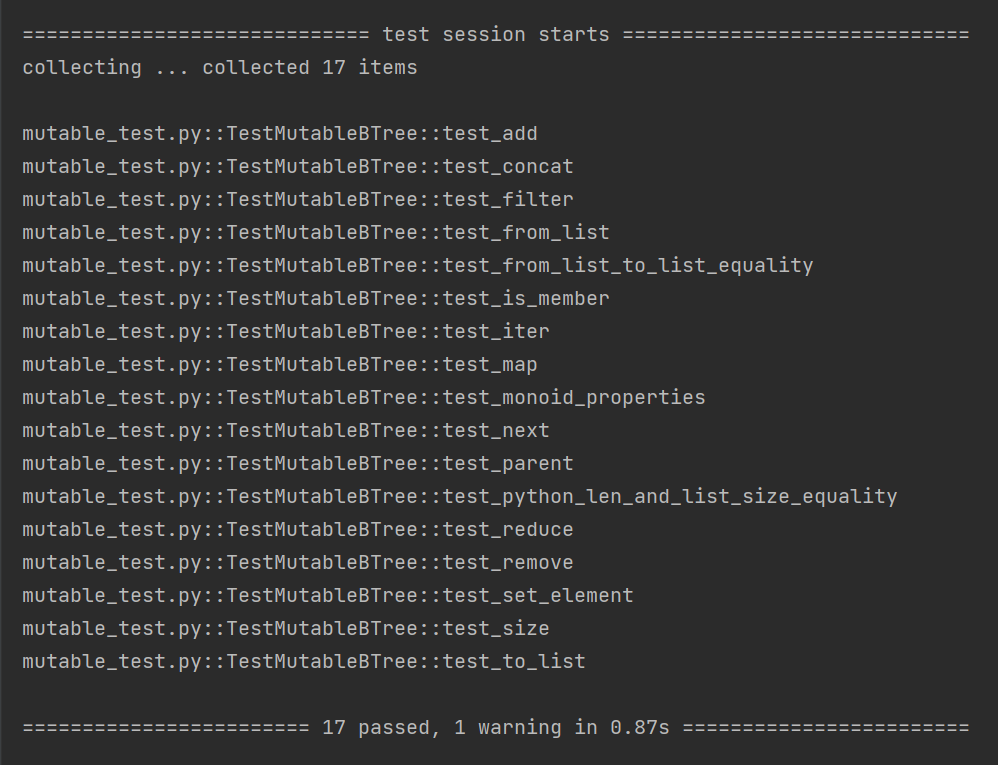 ============================= test session starts =============================
collecting ... collected 17 items
mutable_test.py::TestMutableBTree::test_add
mutable_test.py::TestMutableBTree::test_concat
mutable_test.py::TestMutableBTree::test_filter
mutable_test.py::TestMutableBTree::test_from_list
mutable_test.py::TestMutableBTree::test_from_list_to_list_equality
mutable_test.py::TestMutableBTree::test_is_member
mutable_test.py::TestMutableBTree::test_iter
mutable_test.py::TestMutableBTree::test_map
mutable_test.py::TestMutableBTree::test_monoid_properties
mutable_test.py::TestMutableBTree::test_next
mutable_test.py::TestMutableBTree::test_parent
mutable_test.py::TestMutableBTree::test_python_len_and_list_size_equality
mutable_test.py::TestMutableBTree::test_reduce
mutable_test.py::TestMutableBTree::test_remove
mutable_test.py::TestMutableBTree::test_set_element
mutable_test.py::TestMutableBTree::test_size
mutable_test.py::TestMutableBTree::test_to_list
======================== 17 passed, 1 warning in 0.87s ========================